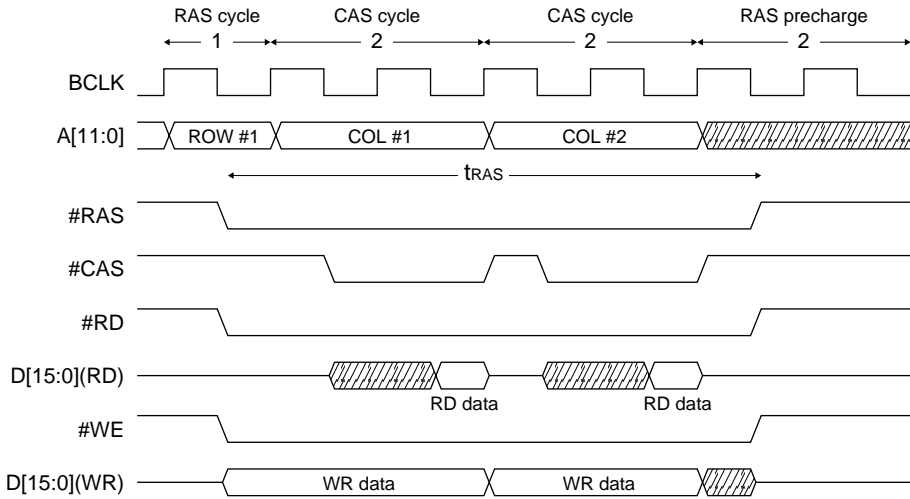 RAS cycle CAS cycle CAS cycle RAS precharge
1 2 2 2
BCLK
A[11:0] ROW #1 COL #1 COL #2
tRAS
#RAS
#CAS
#RD
D[15:0](RD)
RD data RD data
#WE
D[15:0](WR) WR data WR data